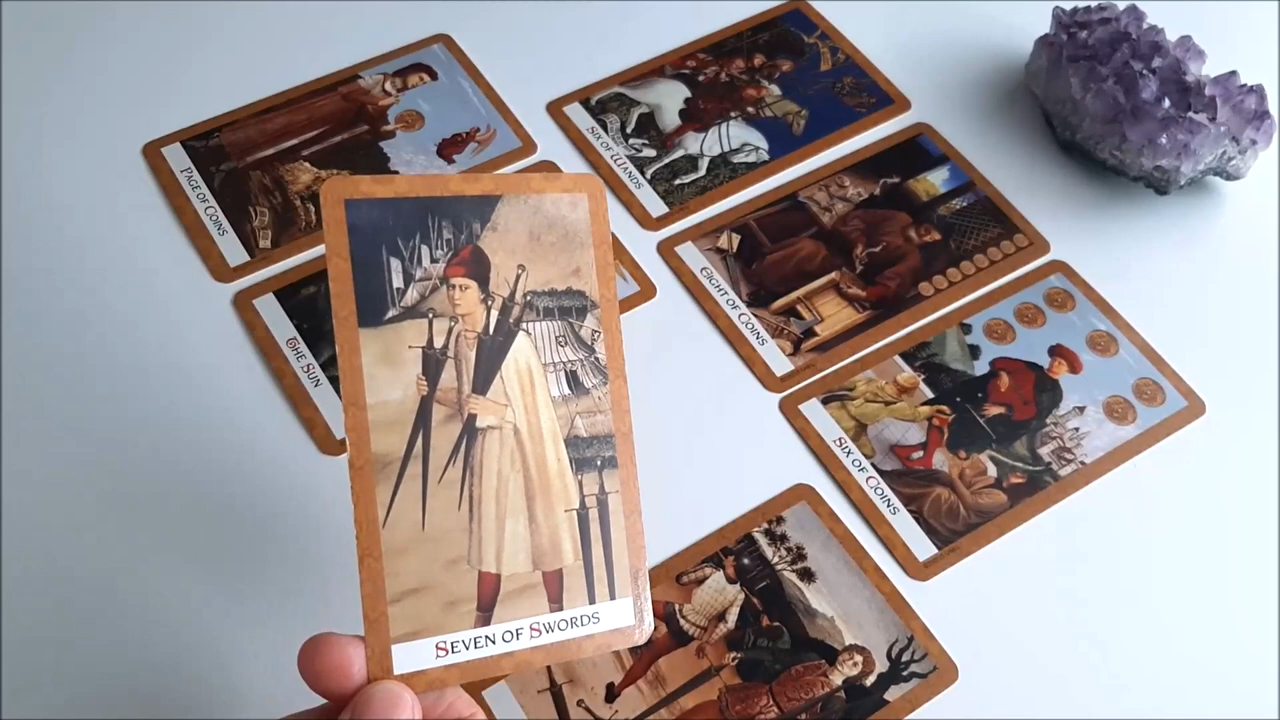 PAGE OF COINS
SIX OF WANDS
THE SUN
EIGHT OF COINS
SIX OF COINS
SEVEN OF SWORDS